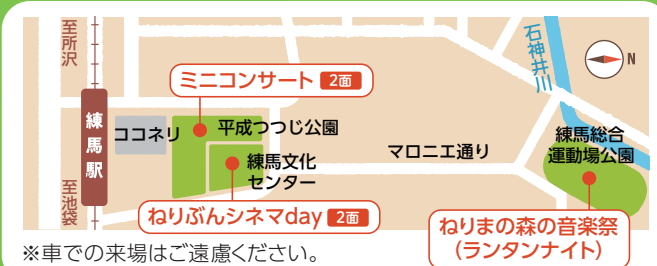 至所沢
練馬駅
至池袋
ココネリ
ミニコンサート 2面
平成つつじ公園
練馬文化
センター
ねりぶんシネマday 2面
マロニエ通り
石神井川
N
練馬総合
運動場公園
ねりまの森の音楽祭
（ランタンナイト）
※車での来場はご遠慮ください。